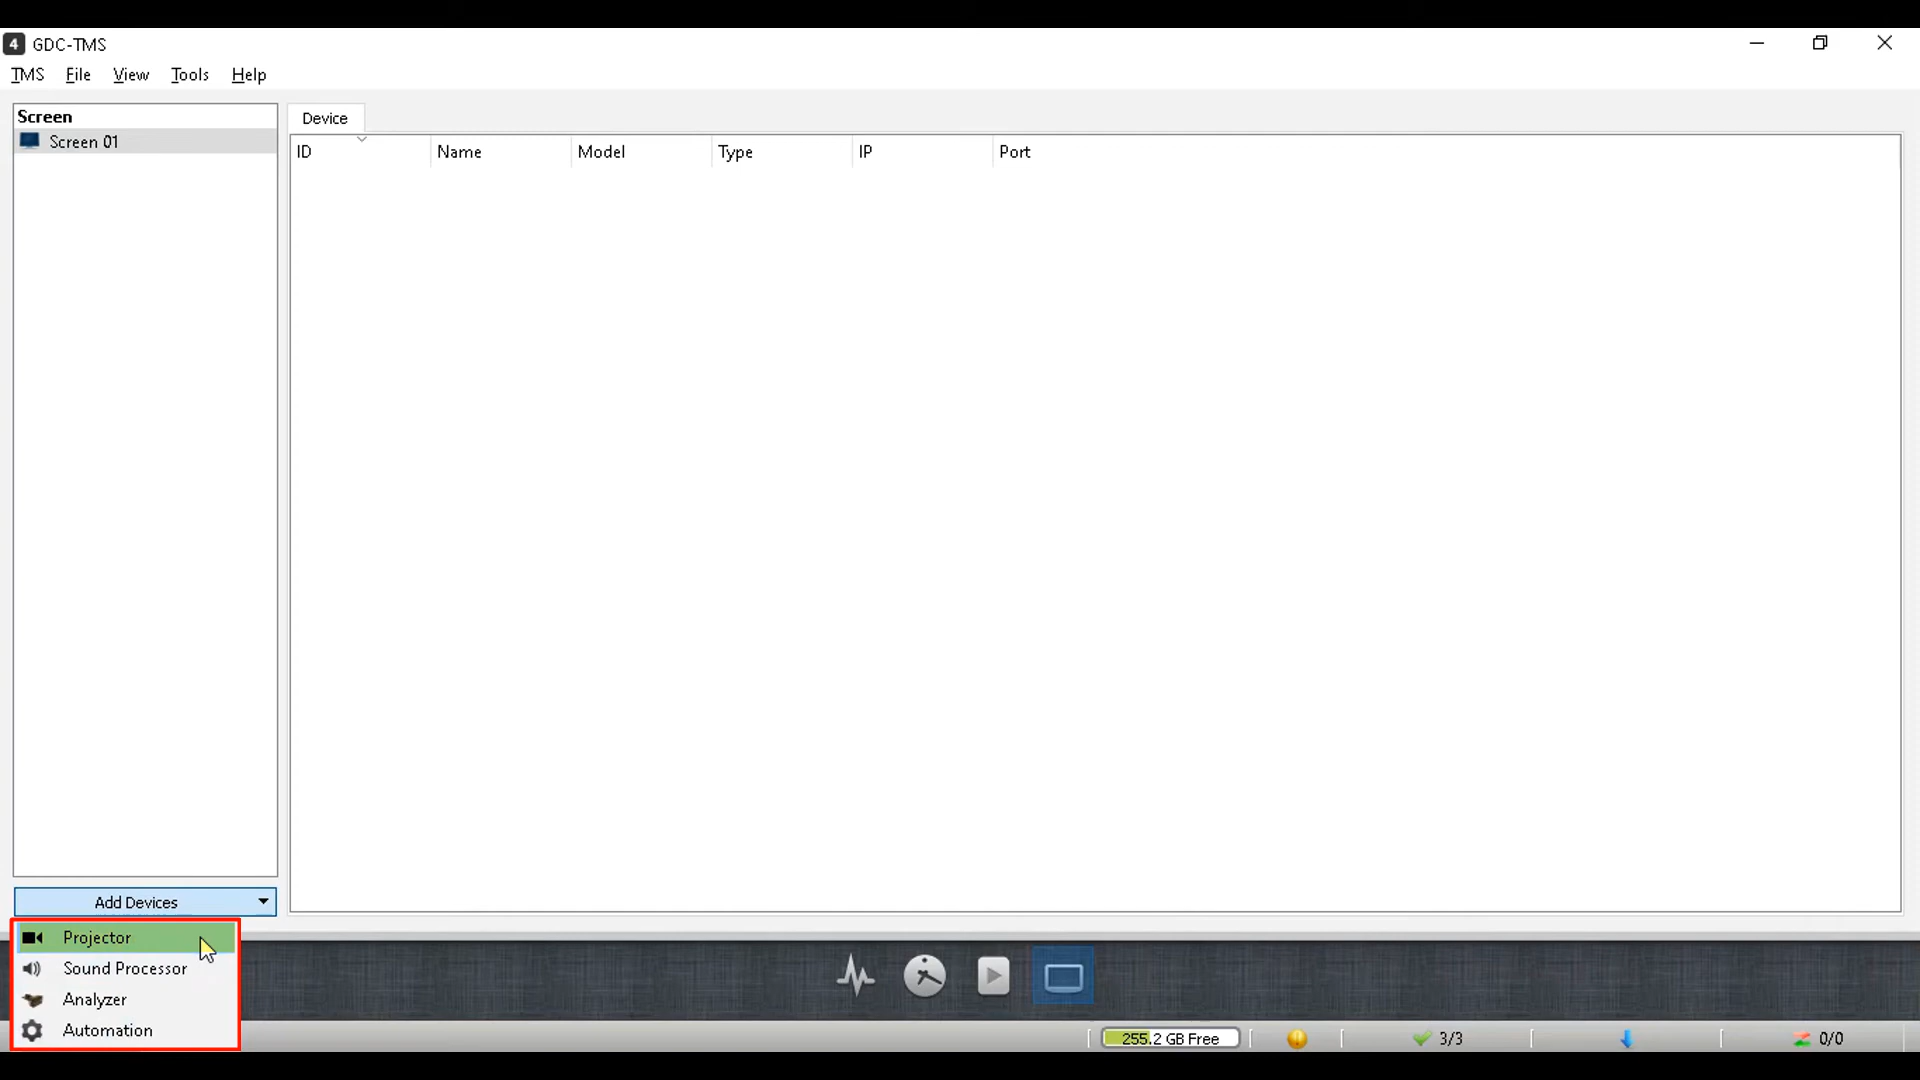 4 GDC-TMS
TMS File View Tools Help
Screen
Screen 01
Device
ID Name Model Type IP Port
Add Devices
Projector
Sound Processor
Analyzer
Automation
255.2 GB Free 3/3 0/0